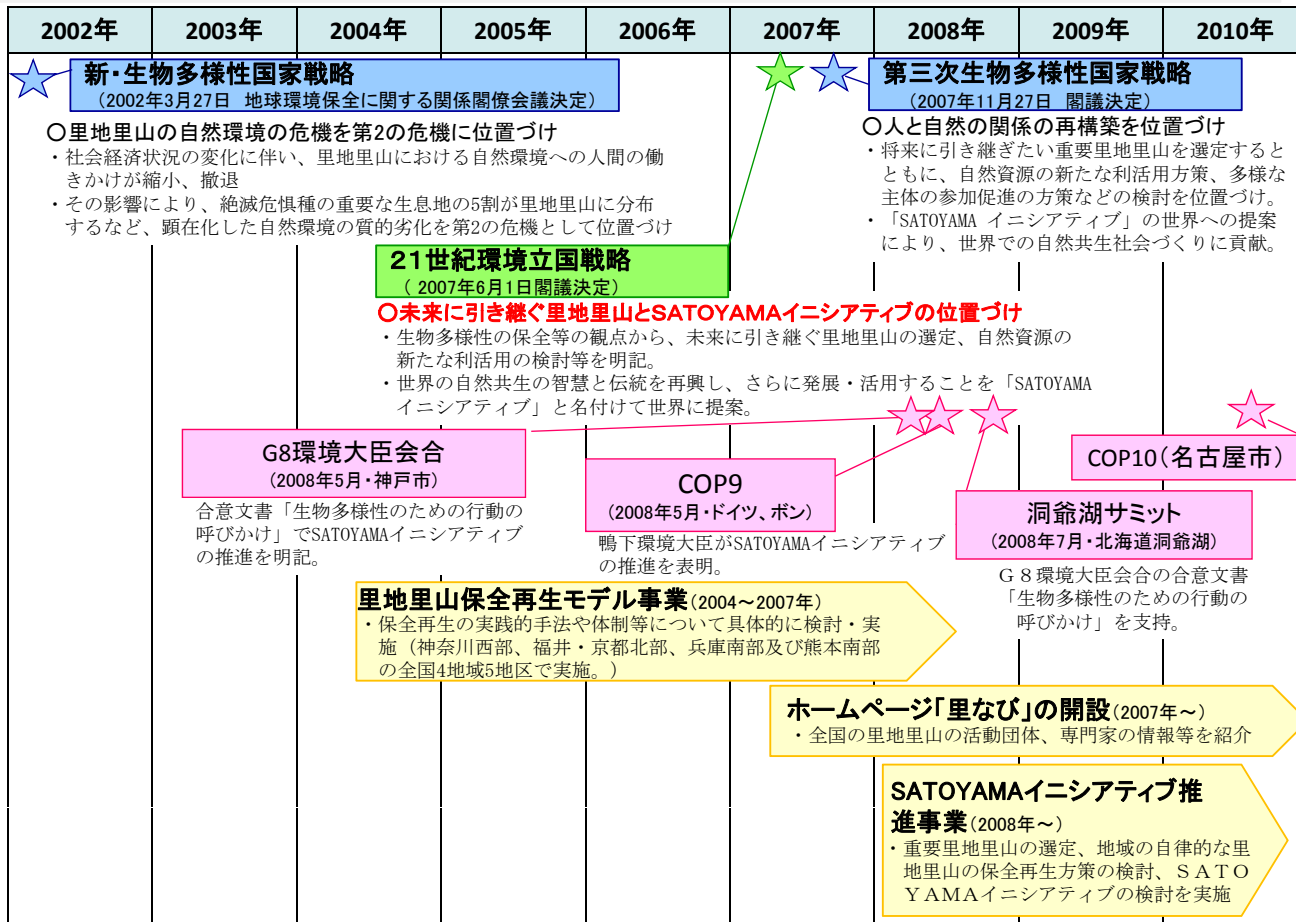 2002年 2003年 2004年 2005年 2006年 2007年 2008年 2009年 2010年
新・生物多様性国家戦略
(2002年3月27日 地球環境保全に関する関係閣僚会議決定)
○里地里山の自然環境の危機を第2の危機に位置づけ
・社会経済状況の変化に伴い、里地里山における自然環境への人間の働
きかけが縮小、撤退
・その影響により、絶滅危惧種の重要な生息地の5割が里地里山に分布
するなど、顕在化した自然環境の質的劣化を第2の危機として位置づけ
第三次生物多様性国家戦略
(2007年11月27日 閣議決定)
○人と自然の関係の再構築を位置づけ
・将来に引き継ぎたい重要里地里山を選定すると
ともに、自然資源の新たな利活用方策、多様な
主体の参加促進の方策などの検討を位置づけ。
・「SATOYAMA イニシアティブ」の世界への提案
により、世界での自然共生社会づくりに貢献。
21世紀環境立国戦略
( 2007年6月1日閣議決定)
○未来に引き継ぐ里地里山とSATOYAMAイニシアティブの位置づけ
・生物多様性の保全等の観点から、未来に引き継ぐ里地里山の選定、自然資源の
新たな利活用の検討等を明記。
・世界の自然共生の智慧と伝統を再興し、さらに発展・活用することを「SATOYAMA
イニシアティブ」と名付けて世界に提案。
G8環境大臣会合
(2008年5月・神戸市)
合意文書「生物多様性のための行動の
呼びかけ」でSATOYAMAイニシアティブ
の推進を明記。
COP9
(2008年5月・ドイツ、ボン)
鴨下環境大臣がSATOYAMAイニシアティブ
の推進を表明。
COP10(名古屋市)
洞爺湖サミット
(2008年7月・北海道洞爺湖)
G8環境大臣会合の合意文書
「生物多様性のための行動の
呼びかけ」を支持。
里地里山保全再生モデル事業(2004~2007年)
・保全再生の実践的手法や体制等について具体的に検討・実
施(神奈川西部、福井・京都北部、兵庫南部及び熊本南部
の全国4地域5地区で実施。)
ホームページ「里なび」の開設(2007年~)
・全国の里地里山の活動団体、専門家の情報等を紹介
SATOYAMAイニシアティブ推
進事業(2008年~)
・重要里地里山の選定、地域の自律的な里
地里山の保全再生方策の検討、SATO
YAMAイニシアティブの検討を実施